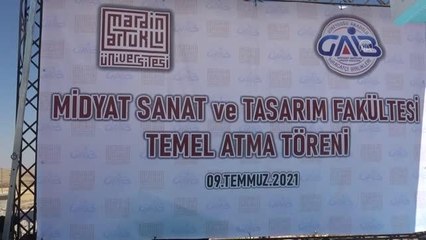 Mardin
Artuklu
Üniversitesi
GAİB
MİDYAT SANAT ve TASARIM FAKÜLTESİ
TEMEL ATMA TÖRENİ
09.TEMMUZ.2021